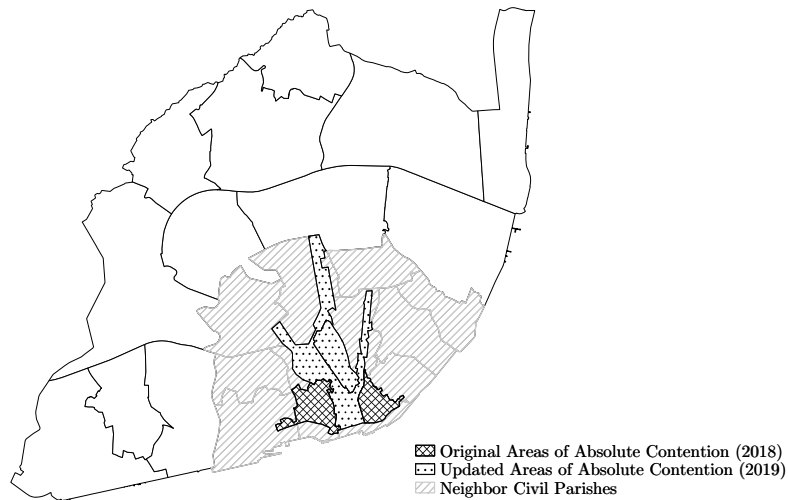 Original Areas of Absolute Contention (2018)
Updated Areas of Absolute Contention (2019)
Neighbor Civil Parishes